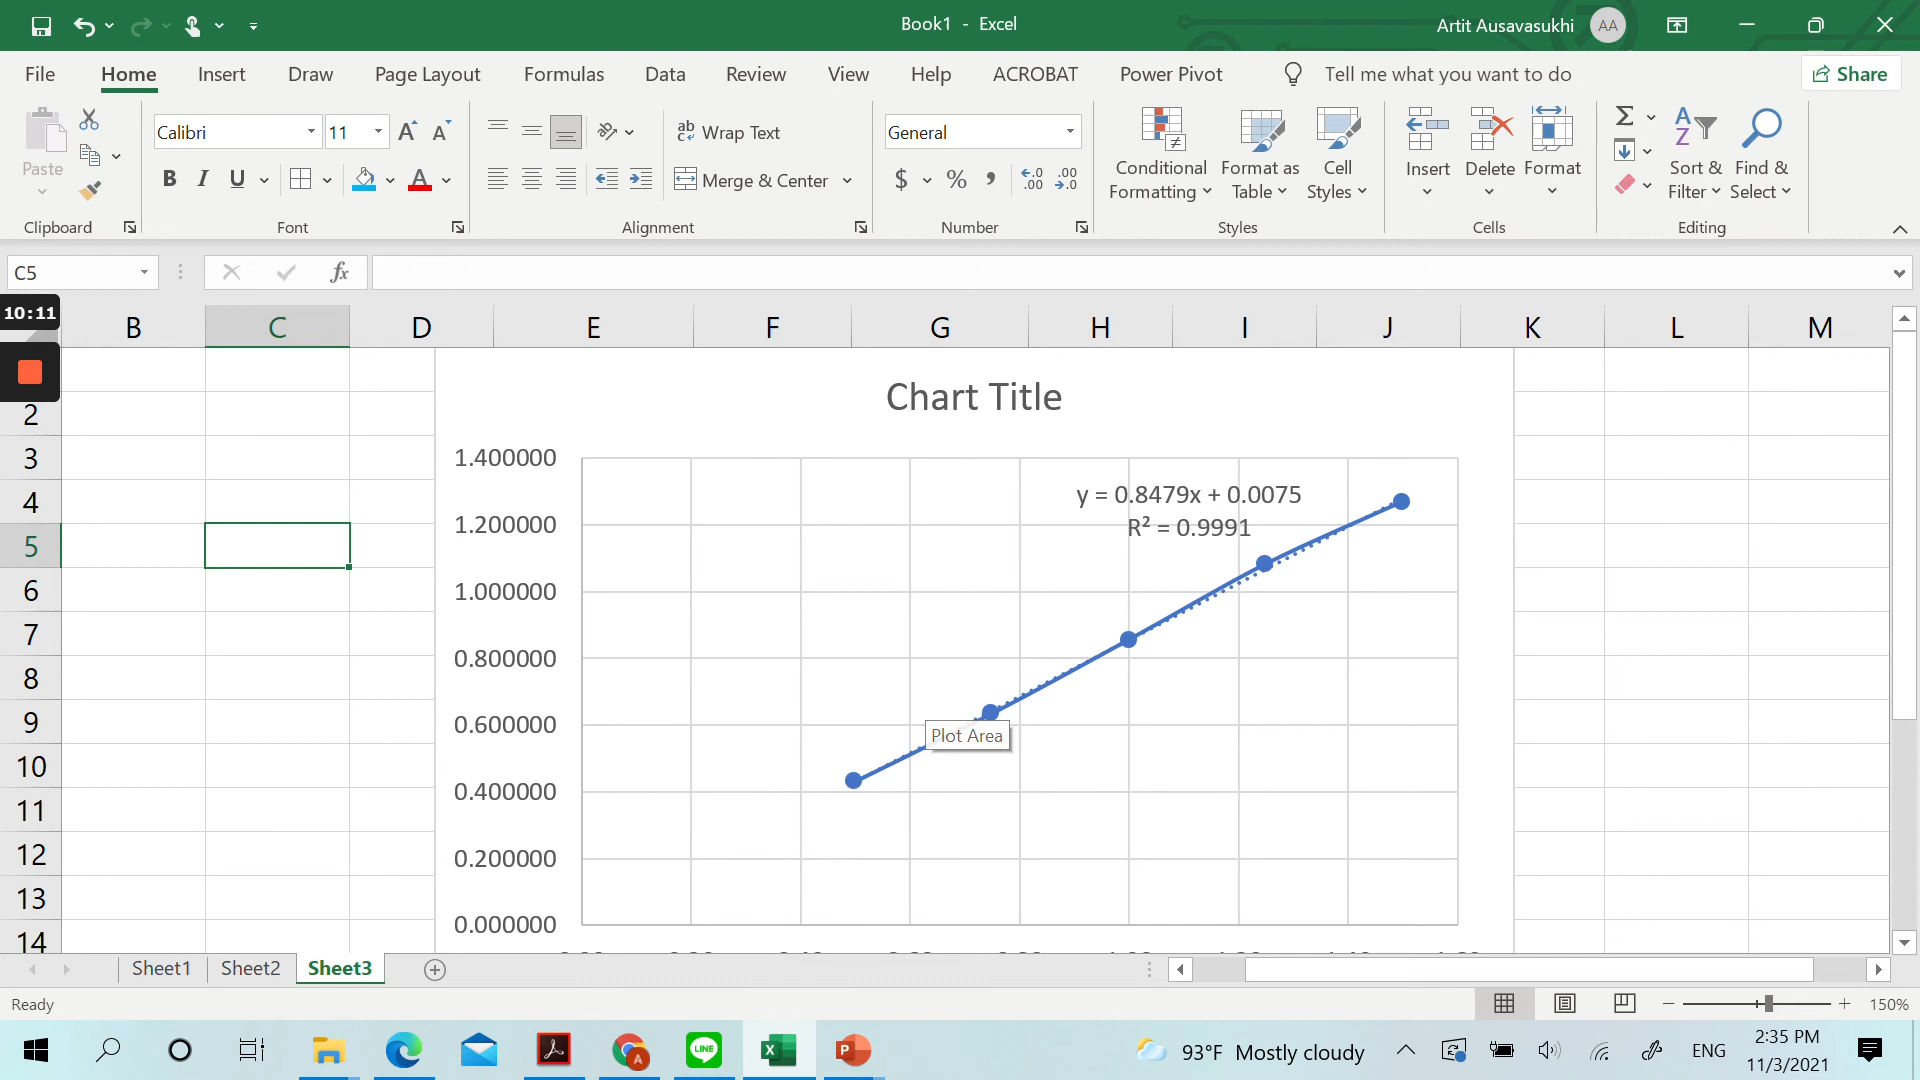 Book1 - Excel
Artit Ausavasukhi
AA
File Home Insert Draw Page Layout Formulas Data Review View Help ACROBAT Power Pivot Tell me what you want to do Share
Calibri 11 A A ab Wrap Text General
Paste B I U A Merge & Center $ % , .00 .00
Conditional Formatting
Format as Table
Cell Styles
Insert Delete Format
Sort & Filter
Find & Select
Clipboard Font Alignment Number Styles Cells Editing
C5 fx
10:11
B C D E F G H I J K L M
2
3
4
5
6
7
8
9
10
11
12
13
14
Chart Title
y = 0.8479x + 0.0075
R² = 0.9991
1.400000
1.200000
1.000000
0.800000
0.600000
0.400000
0.200000
0.000000
Plot Area
Sheet1 Sheet2 Sheet3
Ready
150%
LINE
93°F Mostly cloudy
ENG
2:35 PM
11/3/2021